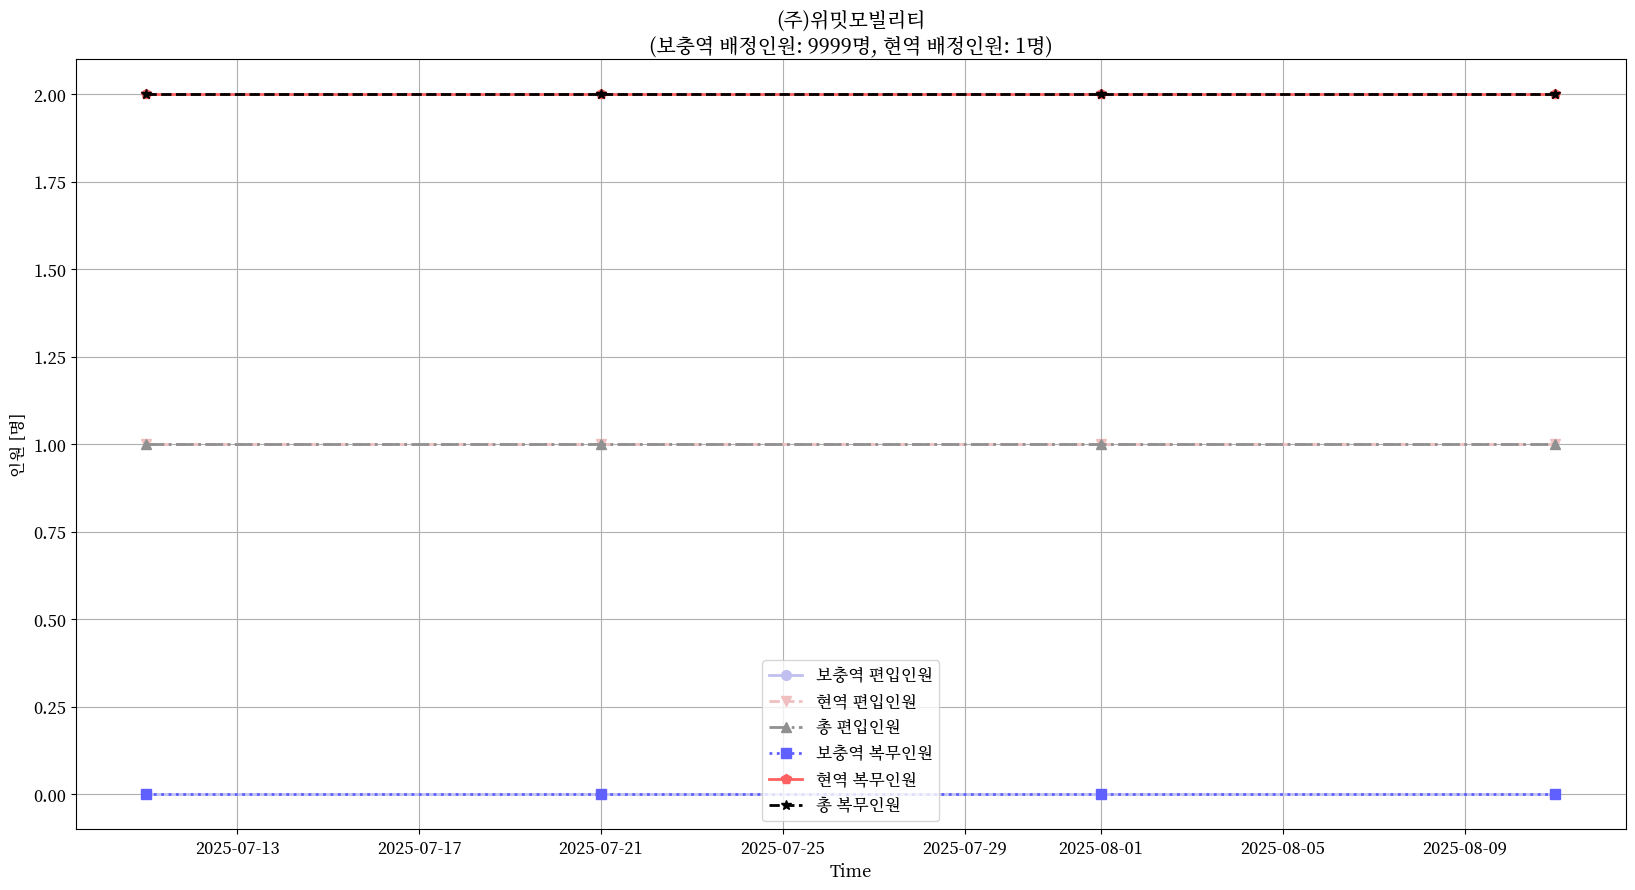 (주)위밋모빌리티
(보충역 배정인원: 9999명, 현역 배정인원: 1명)
2.00
1.75
1.50
1.25
1.00
0.75
0.50
0.25
0.00
인원 [명]
보충역 편입인원
현역 편입인원
총 편입인원
보충역 복무인원
현역 복무인원
총 복무인원
2025-07-13 2025-07-17 2025-07-21 2025-07-25 2025-07-29 2025-08-01 2025-08-05 2025-08-09
Time